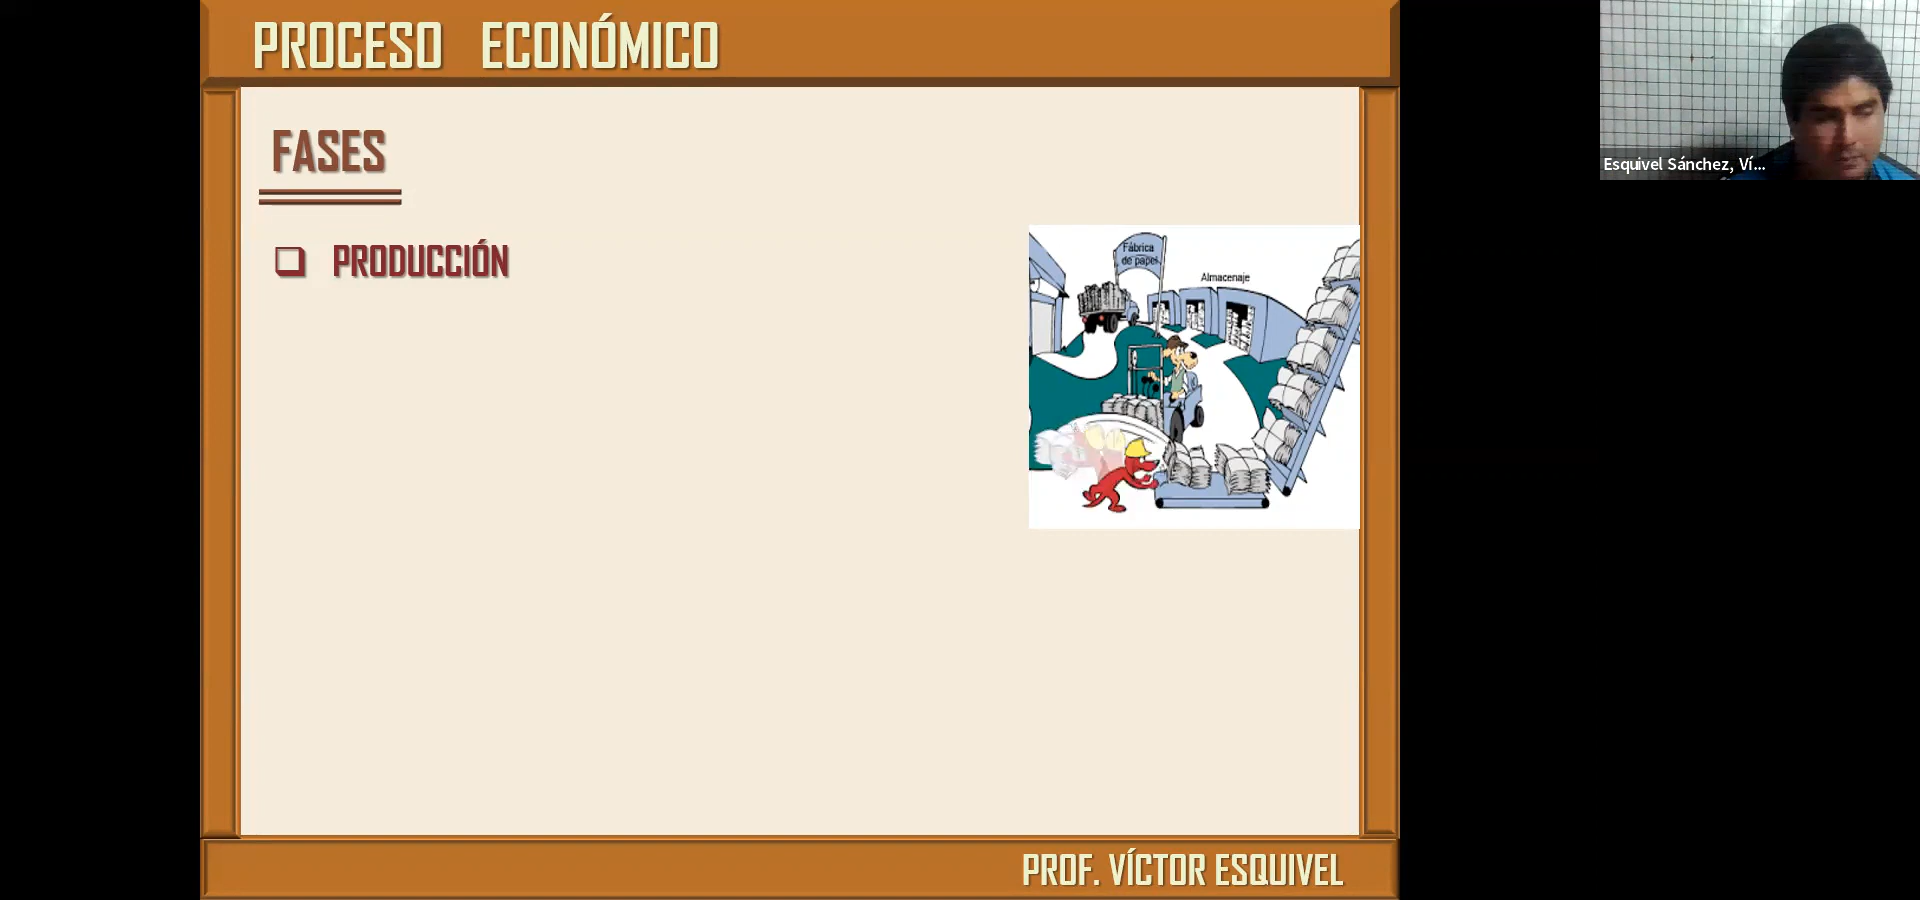 PROCESO ECONÓMICO
FASES
PRODUCCIÓN
Fábrica
de papel
Almacenaje
PROF. VÍCTOR ESQUIVEL
Esquivel Sánchez, Ví...